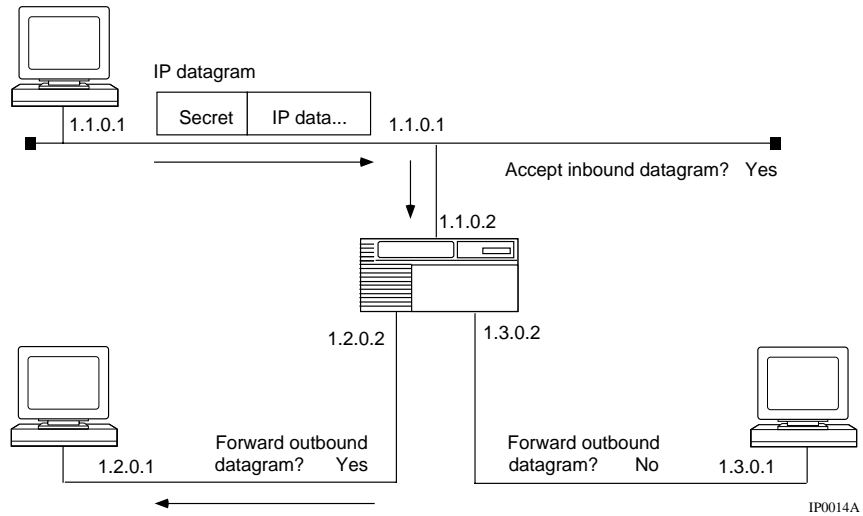 IP datagram
Secret IP data...
1.1.0.1 1.1.0.1
Accept inbound datagram? Yes
1.1.0.2
1.2.0.2 1.3.0.2
Forward outbound
datagram? Yes
Forward outbound
datagram? No
1.2.0.1
1.3.0.1
IP0014A